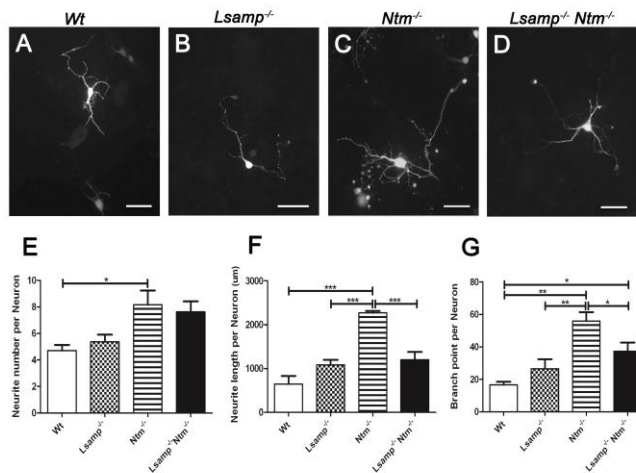 Wt
Lsamp-/-
Ntm-/-
Lsamp-/- Ntm-/-
A
B
C
D
E
Neurite number per Neuron
10
8
6
4
2
0
*
Wt
Lsamp-/-
Ntm-/-
Lsamp-/-Ntm-/-
F
Neurite length per Neuron (um)
3000
2000
1000
0
***
***
***
Wt
Lsamp-/-
Ntm-/-
Lsamp-/-Ntm-/-
G
Branch point per Neuron
80
60
40
20
0
*
**
**
*
Wt
Lsamp-/-
Ntm-/-
Lsamp-/-Ntm-/-